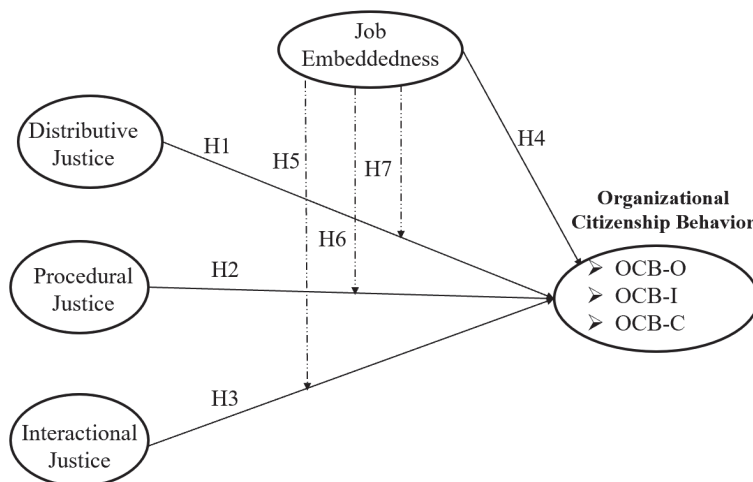 Job
Embeddedness
Distributive
Justice
H1
H5
H7
H4
Organizational
Citizenship Behavior
H6
Procedural
Justice
H2
OCB-O
OCB-I
OCB-C
H3
Interactional
Justice